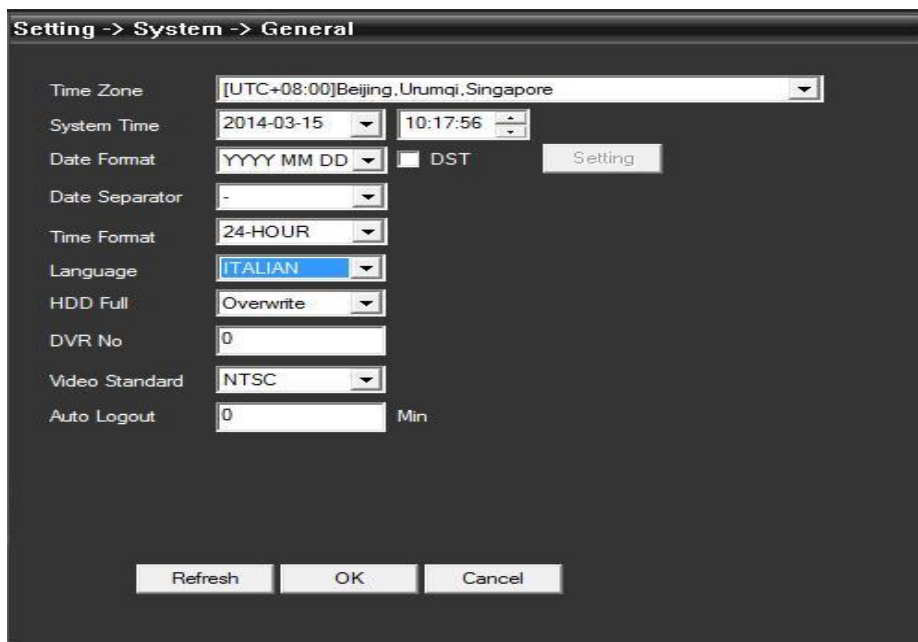 Setting -> System -> General
Time Zone [UTC+08:00]Beijing,Urumqi,Singapore
System Time 2014-03-15 10:17:56
Date Format YYYY MM DD DST Setting
Date Separator -
Time Format 24-HOUR
Language ITALIAN
HDD Full Overwrite
DVR No 0
Video Standard NTSC
Auto Logout 0 Min
Refresh OK Cancel